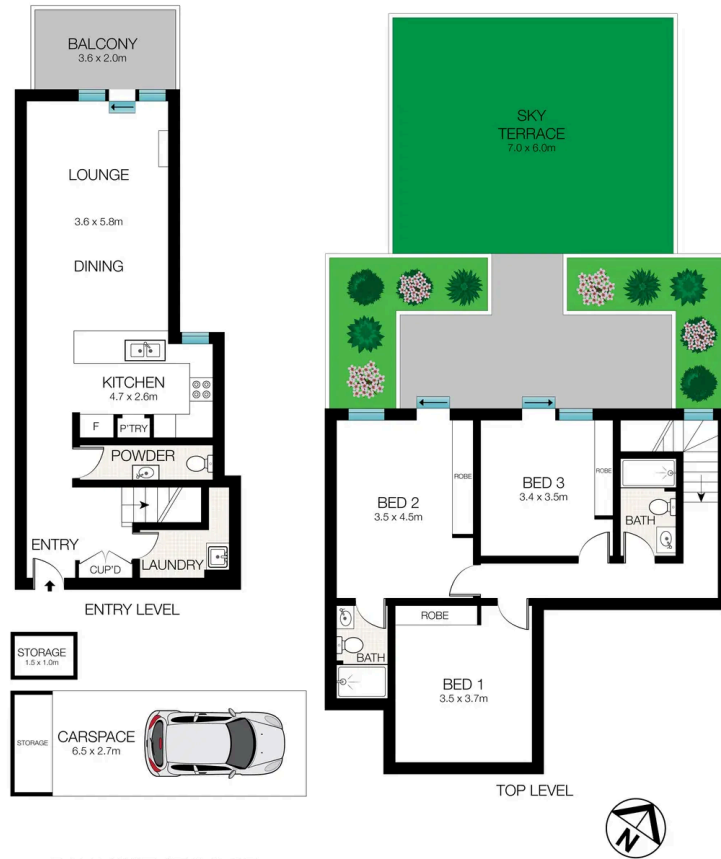 BALCONY
3.6 x 2.0m
LOUNGE
3.6 x 5.8m
DINING
KITCHEN
4.7 x 2.6m
F
P'TRY
POWDER
ENTRY
CUP'D
LAUNDRY
ENTRY LEVEL
STORAGE
1.5 x 1.0m
STORAGE
CARSPACE
6.5 x 2.7m
SKY
TERRACE
7.0 x 6.0m
BED 2
3.5 x 4.5m
ROBE
BED 3
3.4 x 3.5m
ROBE
BATH
BATH
ROBE
BED 1
3.5 x 3.7m
TOP LEVEL
N